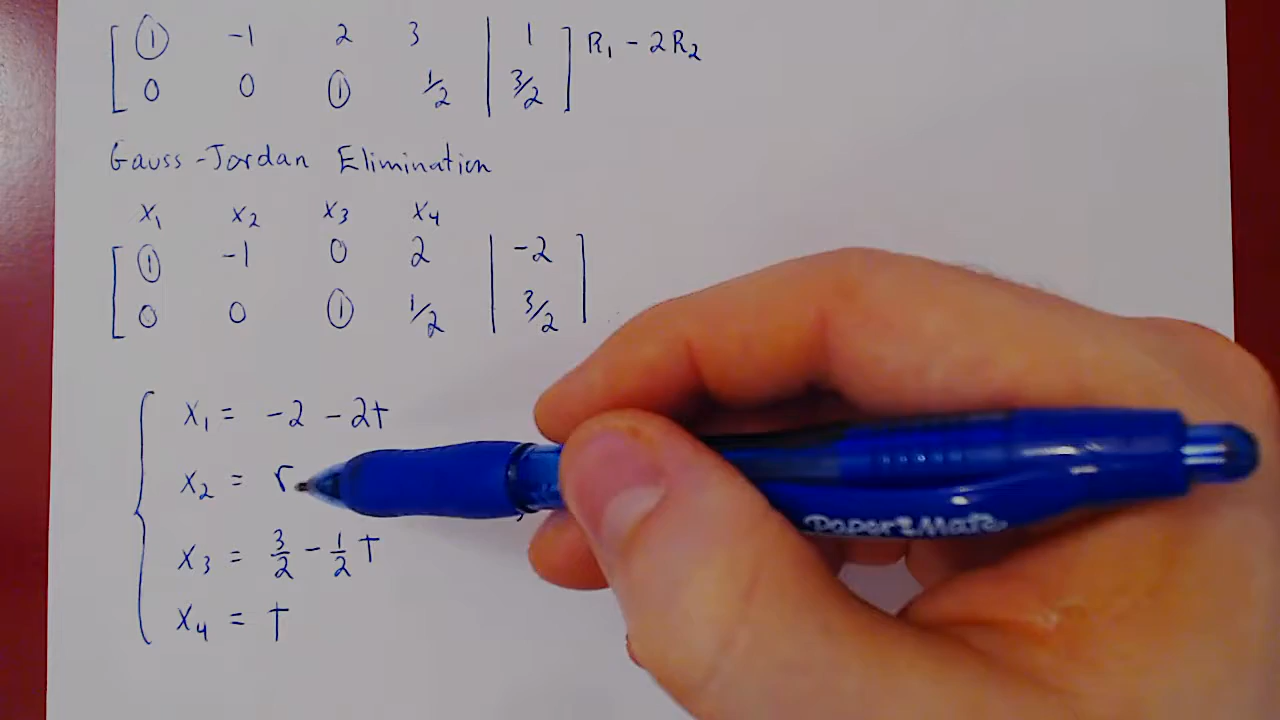 1 -1 2 3 | 1 R₁ - 2R₂
0 0 1 1/2 | 3/2
Gauss-Jordan Elimination
x₁ x₂ x₃ x₄
1 -1 0 2 | -2
0 0 1 1/2 | 3/2
x₁ = -2 - 2t
x₂ = r
x₃ = 3/2 - 1/2 t
x₄ = t
PaperMate